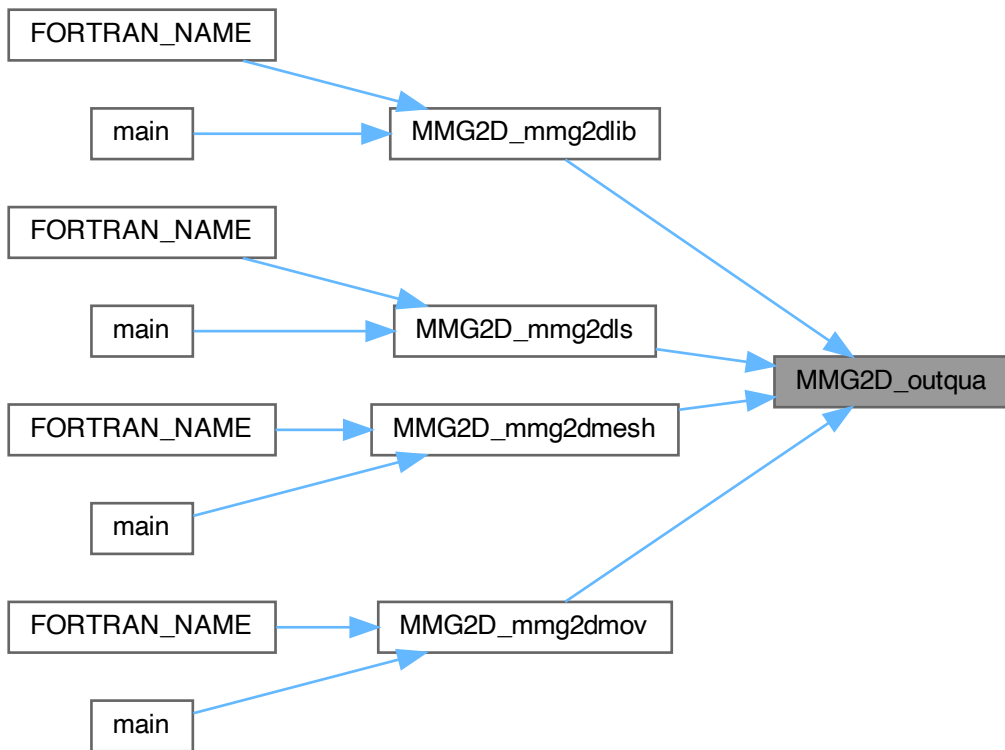 FORTRAN_NAME
main
MMG2D_mmg2dlib
FORTRAN_NAME
main
MMG2D_mmg2dls
MMG2D_outqua
FORTRAN_NAME
MMG2D_mmg2dmesh
main
FORTRAN_NAME
MMG2D_mmg2dmov
main